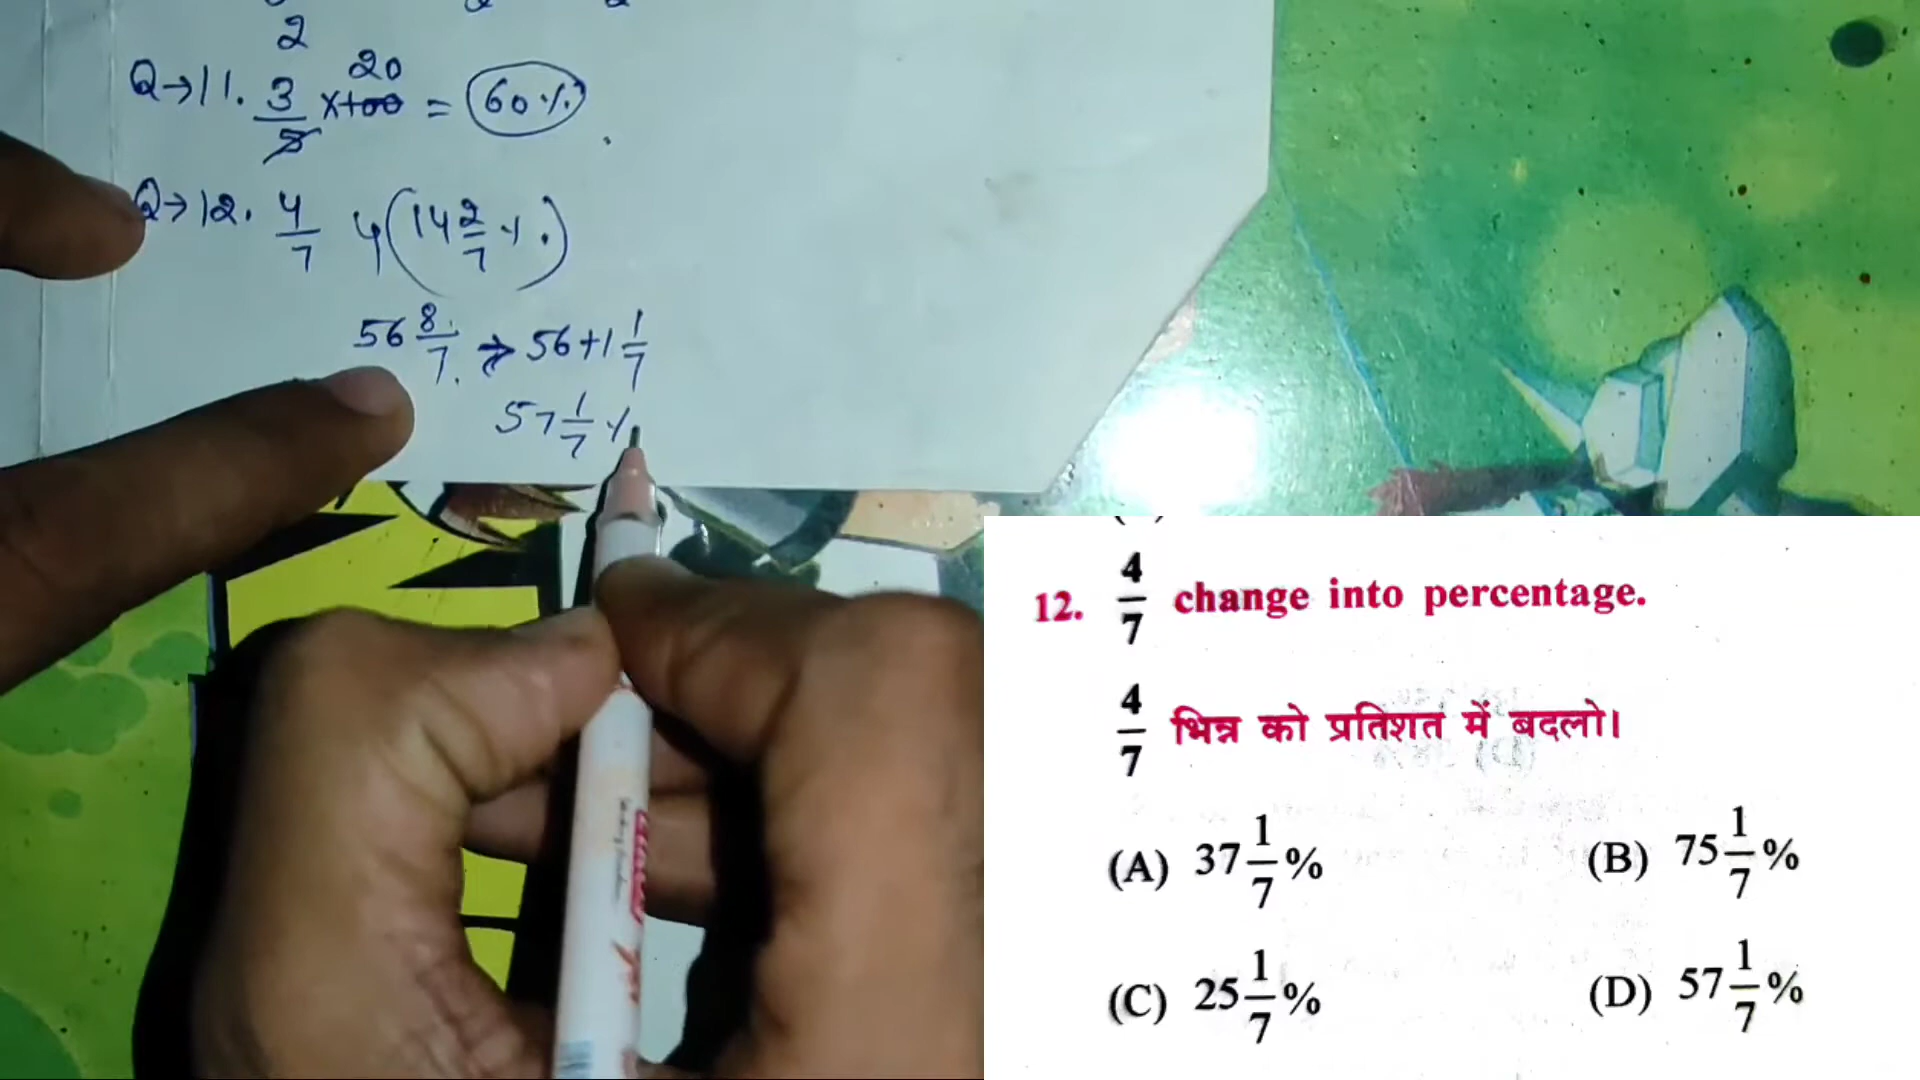 2
Q→11. 3/5 ×100 20 = 60%.
Q→12. 4/7 4(14 2/7 %.)
56 8/7. → 56+1 1/7
57 1/7 %
12. 4/7 change into percentage.
4/7 भिन्न को प्रतिशत में बदलो।
(A) 37 1/7 % (B) 75 1/7 %
(C) 25 1/7 % (D) 57 1/7 %